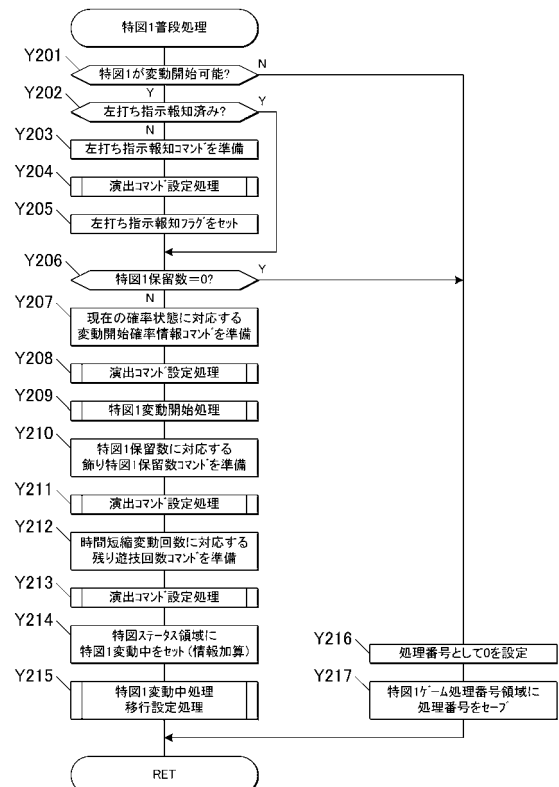 特図1普段処理
Y201
特図1が変動開始可能?
N
Y202
Y
左打ち指示報知済み?
Y
Y203
N
左打ち指示報知コマンドを準備
Y204
演出コマンド設定処理
Y205
左打ち指示報知フラグをセット
Y206
特図1保留数=0?
Y
Y207
N
現在の確率状態に対応する
変動開始確率情報コマンドを準備
Y208
演出コマンド設定処理
Y209
特図1変動開始処理
Y210
特図1保留数に対応する
飾り特図1保留数コマンドを準備
Y211
演出コマンド設定処理
Y212
時間短縮変動回数に対応する
残り遊技回数コマンドを準備
Y213
演出コマンド設定処理
Y214
特図ステータス領域に
特図1変動中をセット(情報加算)
Y215
特図1変動中処理
移行設定処理
Y216
処理番号として0を設定
Y217
特図1ゲーム処理番号領域に
処理番号をセーブ
RET